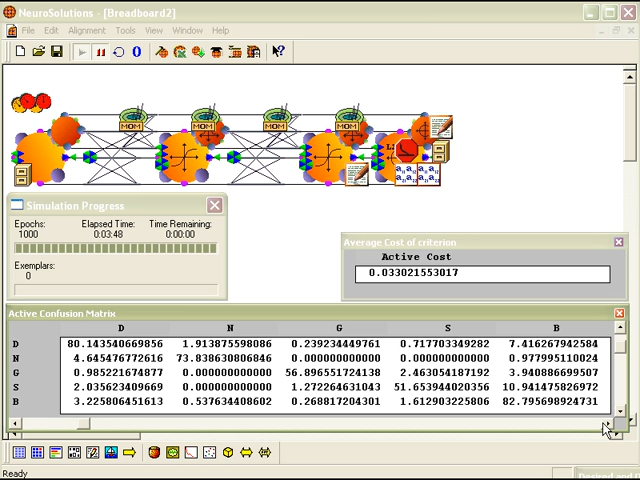 NeuroSolutions - [Breadboard2]
File Edit Alignment Tools View Window Help
MOM MOM MOM MOM
Simulation Progress
Epochs: Elapsed Time: Time Remaining:
1000 0:03:48 0:00:00
Exemplars:
0
Average Cost of criterion
Active Cost
0.033021553017
Active Confusion Matrix
D N G S B
D 80.143540669856 1.913875598086 0.239234449761 0.717703349282 7.416267942584
N 4.645476772616 73.838630806846 0.000000000000 0.000000000000 0.977995110024
G 0.985221674877 0.000000000000 56.896551724138 2.463054187192 3.940886699507
S 2.035623409669 0.000000000000 1.272264631043 51.653944020356 10.941475826972
B 3.225806451613 0.537634408602 0.268817204301 1.612903225806 82.795698924731
Ready